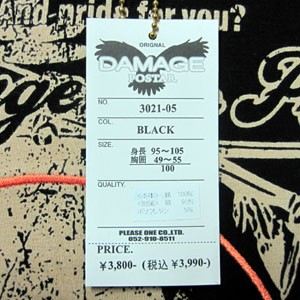 And pride for you?
ORIGNAL
DAMAGE
POSTAR
NO. 3021-05
COL. BLACK
SIZE.
身長 95～105
胸囲 49～55
100
QUALITY.
PLEASE ONE CO.,LTD.
052-910-8511
PRICE.
¥3,800- (税込 ¥3,990-)